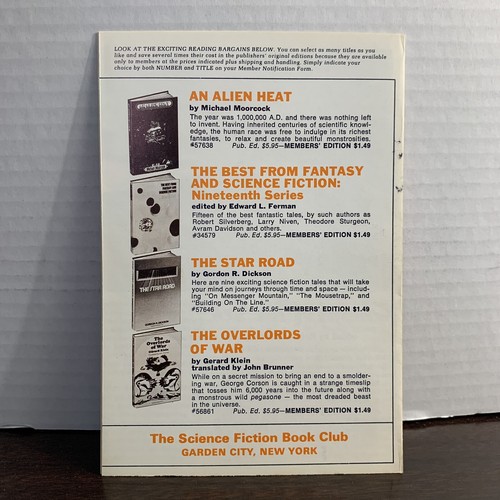 LOOK AT THE EXCITING READING BARGAINS BELOW. You can select as many titles as you
like and save several times their cost in the publishers' original editions because they are available
only to members at the prices indicated plus shipping and handling. Simply indicate your
choice by both NUMBER and TITLE on your Member Notification Form.
AN ALIEN HEAT
by Michael Moorcock
The year was 1,000,000 A.D. and there was nothing left
to invent. Having inherited centuries of scientific knowl-
edge, the human race was free to indulge in its richest
fantasies, to relax and create beautiful monstrosities.
#57638 Pub. Ed. $5.95—MEMBERS' EDITION $1.49
THE BEST FROM FANTASY
AND SCIENCE FICTION:
Nineteenth Series
edited by Edward L. Ferman
Fifteen of the best fantastic tales, by such authors as
Robert Silverberg, Larry Niven, Theodore Sturgeon,
Avram Davidson and others.
#34579 Pub. Ed. $5.95—MEMBERS' EDITION $1.49
THE STAR ROAD
THE STAR ROAD
by Gordon R. Dickson
Here are nine exciting science fiction tales that will take
your mind on journeys through time and space — includ-
ing "On Messenger Mountain," "The Mousetrap," and
"Building On The Line."
#57646 Pub. Ed. $5.95—MEMBERS' EDITION $1.49
The
Overlords
of War
THE OVERLORDS
OF WAR
by Gerard Klein
translated by John Brunner
While on a secret mission to bring an end to a smolder-
ing war, George Corson is caught in a strange timeslip
that tosses him 6,000 years into the future along with
a monstrous wild pegasone — the most dreaded beast
in the universe.
#56861 Pub. Ed. $5.95—MEMBERS' EDITION $1.49
The Science Fiction Book Club
GARDEN CITY, NEW YORK